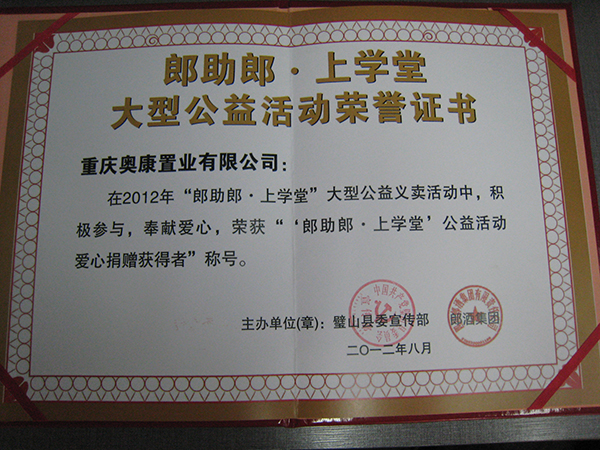 郎助郎·上学堂
大型公益活动荣誉证书
重庆奥康置业有限公司：
在2012年“郎助郎·上学堂”大型公益义卖活动中，积
极参与，奉献爱心，荣获“‘郎助郎·上学堂’公益活动
爱心捐赠获得者”称号。
主办单位(章)：璧山县委宣传部 郎酒集团
二〇一二年八月